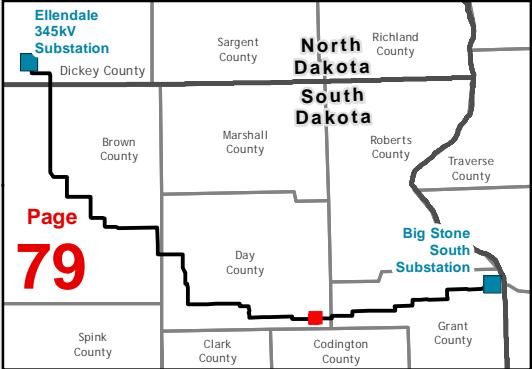 Ellendale
345kV
Substation
Dickey County
Sargent
County
North
Dakota
Richland
County
South
Dakota
Brown
County
Marshall
County
Roberts
County
Traverse
County
Page
79
Day
County
Big Stone
South
Substation
Spink
County
Clark
County
Codington
County
Grant
County